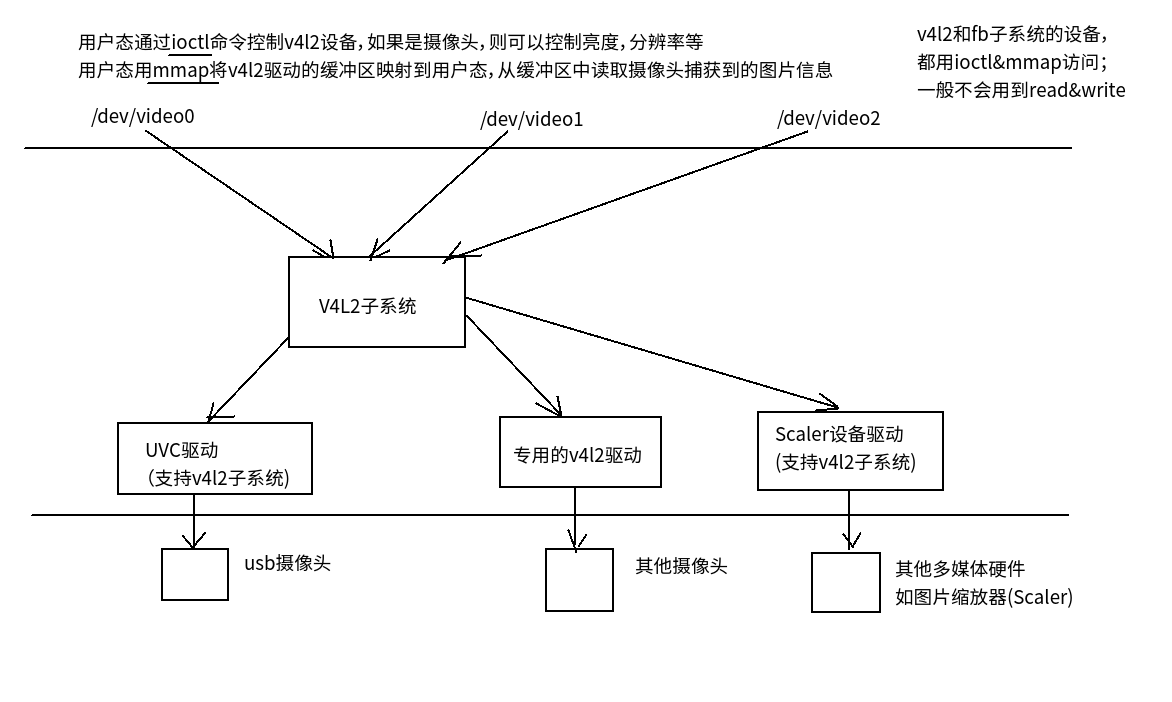 用户态通过ioctl命令控制v4l2设备，如果是摄像头，则可以控制亮度，分辨率等
用户态用mmap将v4l2驱动的缓冲区映射到用户态，从缓冲区中读取摄像头捕获到的图片信息
v4l2和fb子系统的设备，
都用ioctl&mmap访问；
一般不会用到read&write
/dev/video0
/dev/video1
/dev/video2
V4L2子系统
UVC驱动
（支持v4l2子系统)
专用的v4l2驱动
Scaler设备驱动
(支持v4l2子系统)
usb摄像头
其他摄像头
其他多媒体硬件
如图片缩放器(Scaler)